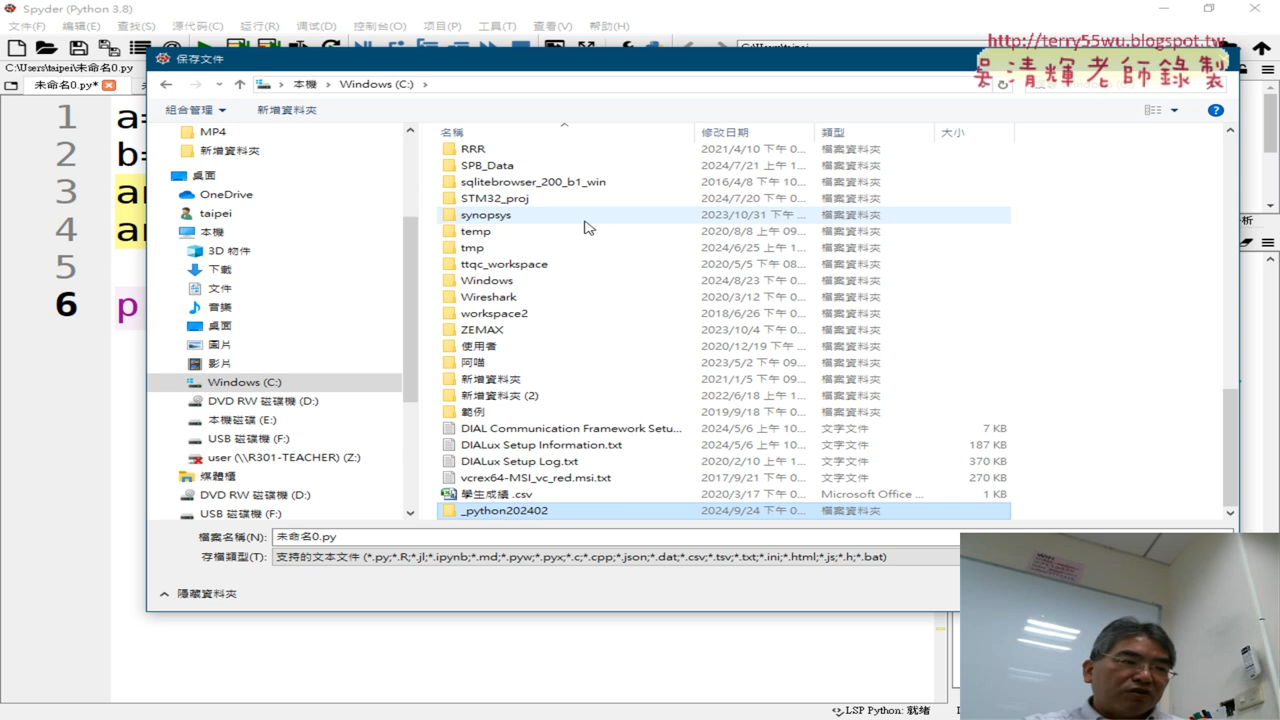 Spyder (Python 3.8)
文件(F) 编辑(E) 查找(S) 源代码(C) 运行(R) 调试(D) 控制台(O) 项目(P) 工具(T) 查看(V) 帮助(H)
http://terry55wu.blogspot.tw
吳清輝老師錄製
C:\Users\taipei\未命名0.py
未命名0.py*
1 a=
2 b=
3 a
4 a
5
6 p
保存文件
本機 > Windows (C:) >
組合管理 新增資料夾
MP4
新增資料夾
桌面
OneDrive
taipei
本機
3D 物件
下載
文件
音樂
桌面
圖片
影片
Windows (C:)
DVD RW 磁碟機 (D:)
本機磁碟 (E:)
USB 磁碟機 (F:)
user (\\R301-TEACHER) (Z:)
媒體櫃
DVD RW 磁碟機 (D:)
USB 磁碟機 (F:)
名稱 修改日期 類型 大小
RRR 2021/4/10 下午 0... 檔案資料夾
SPB_Data 2024/7/21 上午 1... 檔案資料夾
sqlitebrowser_200_b1_win 2016/4/8 下午 10... 檔案資料夾
STM32_proj 2024/7/20 上午 0... 檔案資料夾
synopsys 2023/10/31 下午 ... 檔案資料夾
temp 2020/8/8 上午 09... 檔案資料夾
tmp 2024/6/25 上午 1... 檔案資料夾
ttqc_workspace 2020/5/5 下午 08... 檔案資料夾
Windows 2024/8/23 下午 0... 檔案資料夾
Wireshark 2020/3/12 下午 0... 檔案資料夾
workspace2 2018/6/26 下午 0... 檔案資料夾
ZEMAX 2023/10/4 下午 0... 檔案資料夾
使用者 2020/12/19 下午 ... 檔案資料夾
阿喵 2023/5/2 下午 09... 檔案資料夾
新增資料夾 2021/1/5 下午 09... 檔案資料夾
新增資料夾 (2) 2022/6/18 上午 1... 檔案資料夾
範例 2019/9/18 下午 0... 檔案資料夾
DIAL Communication Framework Setu... 2024/5/6 上午 10... 文字文件 7 KB
DIALux Setup Information.txt 2024/5/6 上午 10... 文字文件 187 KB
DIALux Setup Log.txt 2020/2/10 上午 1... 文字文件 370 KB
vcrex64-MSI_vc_red.msi.txt 2017/9/21 下午 0... 文字文件 270 KB
學生成績 .csv 2020/3/17 下午 0... Microsoft Office ... 1 KB
_python202402 2024/9/24 下午 0... 檔案資料夾
檔案名稱(N): 未命名0.py
存檔類型(T): 支持的文本文件 (*.py;*.R;*.jl;*.ipynb;*.md;*.pyw;*.pyx;*.c;*.cpp;*.json;*.dat;*.csv;*.tsv;*.txt;*.ini;*.html;*.js;*.h;*.bat)
隱藏資料夾
LSP Python: 就绪